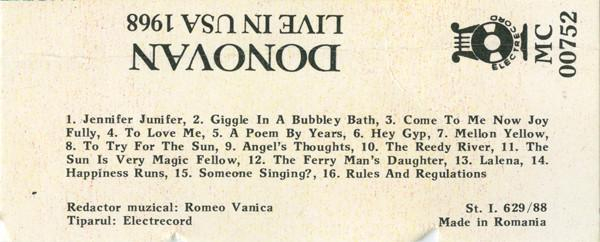 DONOVAN
LIVE IN USA 1968
ELECTRECORD
MC
00752
1. Jennifer Junifer, 2. Giggle In A Bubbley Bath, 3. Come To Me Now Joy
Fully, 4. To Love Me, 5. A Poem By Years, 6. Hey Gyp, 7. Mellon Yellow,
8. To Try For The Sun, 9. Angel's Thoughts, 10. The Reedy River, 11. The
Sun Is Very Magic Fellow, 12. The Ferry Man's Daughter, 13. Lalena, 14.
Happiness Runs, 15. Someone Singing?, 16. Rules And Regulations
Redactor muzical: Romeo Vanica
Tiparul: Electrecord
St. I. 629/88
Made in Romania